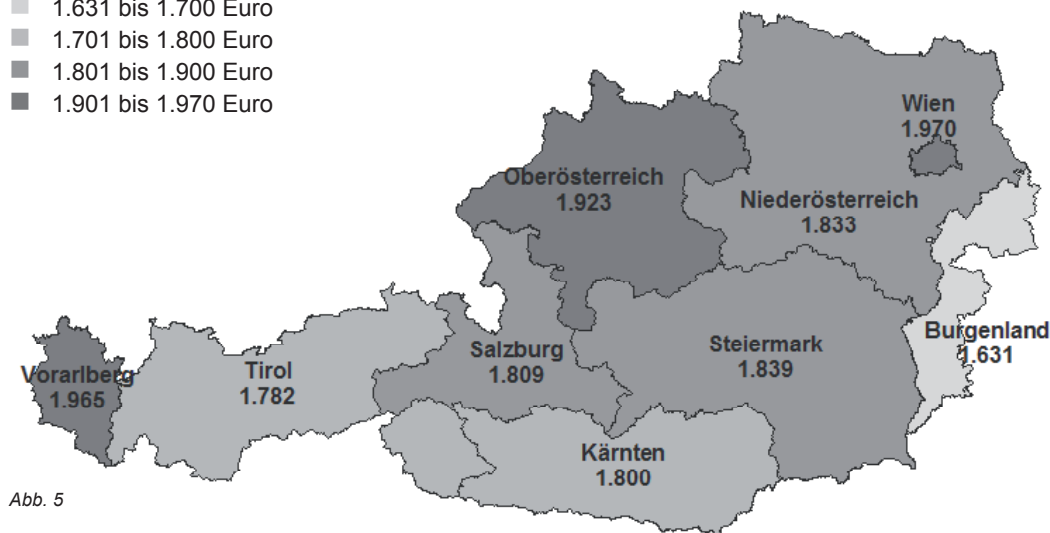 1.631 bis 1.700 Euro
1.701 bis 1.800 Euro
1.801 bis 1.900 Euro
1.901 bis 1.970 Euro
Wien
1.970
Oberösterreich
1.923
Niederösterreich
1.833
Burgenland
1.631
Steiermark
1.839
Salzburg
1.809
Tirol
1.782
Vorarlberg
1.965
Kärnten
1.800
Abb. 5